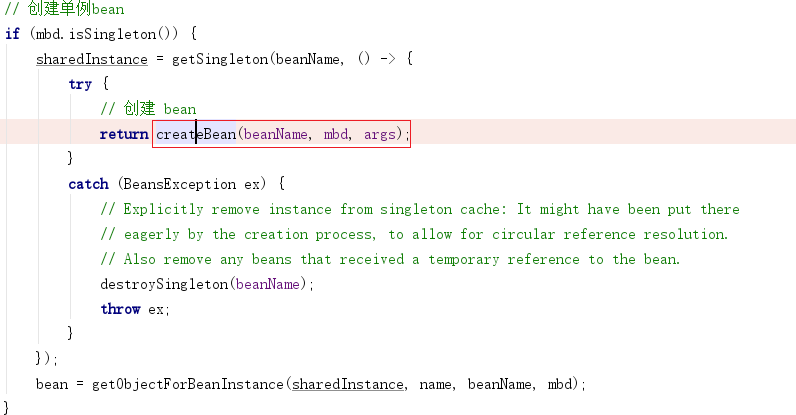 // 创建单例bean
if (mbd.isSingleton()) {
sharedInstance = getSingleton(beanName, () -> {
try {
// 创建 bean
return createBean(beanName, mbd, args);
}
catch (BeansException ex) {
// Explicitly remove instance from singleton cache: It might have been put there
// eagerly by the creation process, to allow for circular reference resolution.
// Also remove any beans that received a temporary reference to the bean.
destroySingleton(beanName);
throw ex;
}
});
bean = getObjectForBeanInstance(sharedInstance, name, beanName, mbd);
}